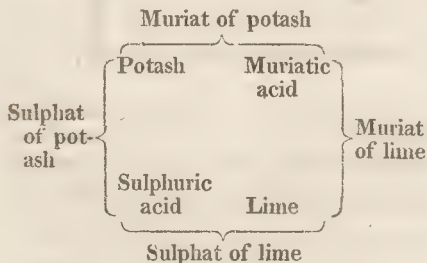 Muriat of potash
Potash Muriatic
acid
Sulphat
of pot-
ash
Muriat
of lime
Sulphuric
acid Lime
Sulphat of lime